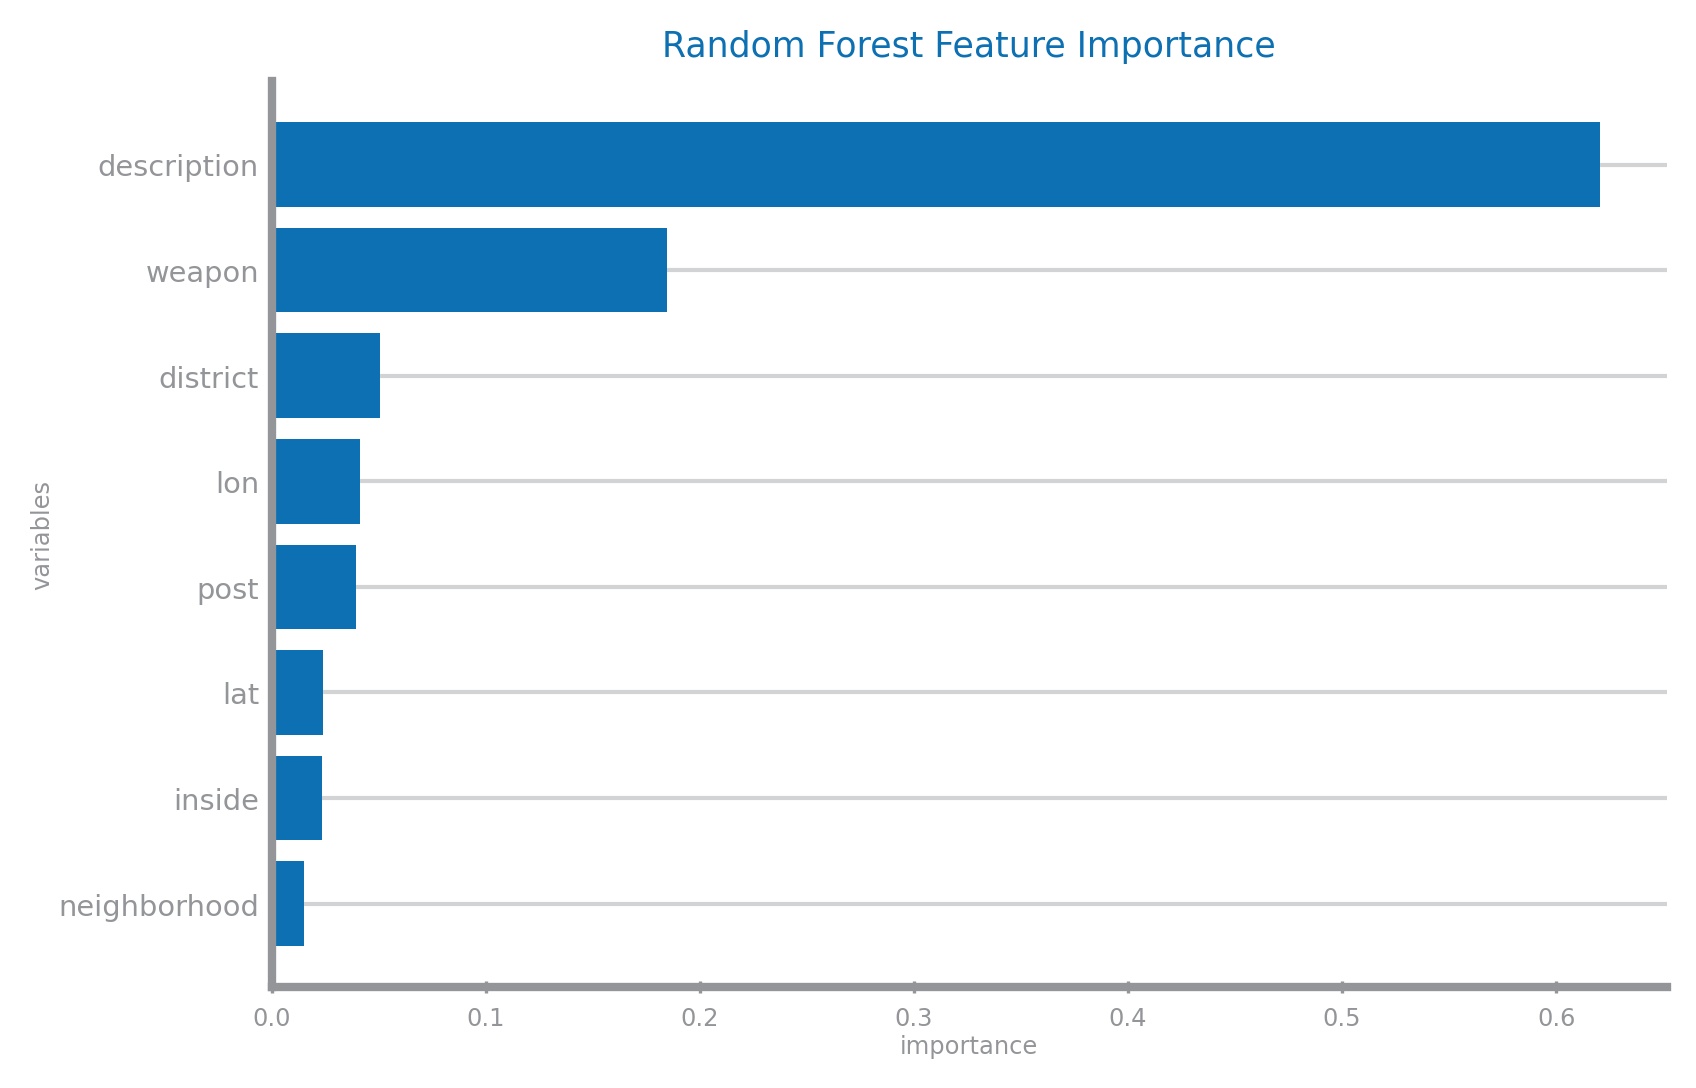 Random Forest Feature Importance
description
weapon
district
lon
post
lat
inside
neighborhood
variables
0.0 0.1 0.2 0.3 0.4 0.5 0.6
importance